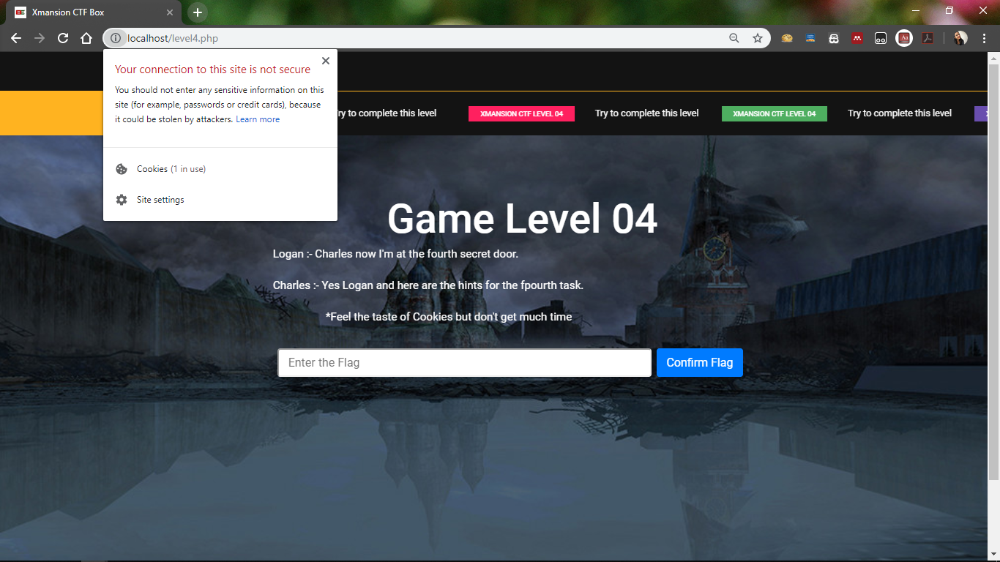 Xmansion CTF Box
localhost/level4.php
Your connection to this site is not secure
You should not enter any sensitive information on this
site (for example, passwords or credit cards), because
it could be stolen by attackers. Learn more
Cookies (1 in use)
Site settings
Try to complete this level XMANSION CTF LEVEL 04 Try to complete this level XMANSION CTF LEVEL 04 Try to complete this level
Game Level 04
Logan :- Charles now I'm at the fourth secret door.
Charles :- Yes Logan and here are the hints for the fpourth task.
*Feel the taste of Cookies but don't get much time
Enter the Flag Confirm Flag